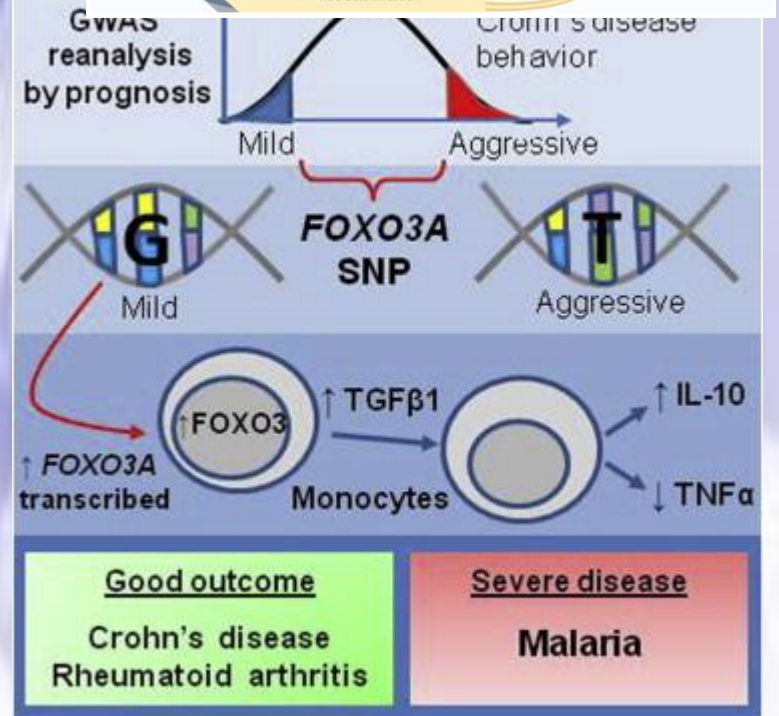 GWAS
reanalysis
by prognosis
Crohn's disease
behavior
Mild
Aggressive
G
FOXO3A
SNP
T
Mild
Aggressive
↑FOXO3
↑ TGFβ1
↑ IL-10
↑ FOXO3A
transcribed
Monocytes
↓ TNFα
Good outcome
Crohn's disease
Rheumatoid arthritis
Severe disease
Malaria